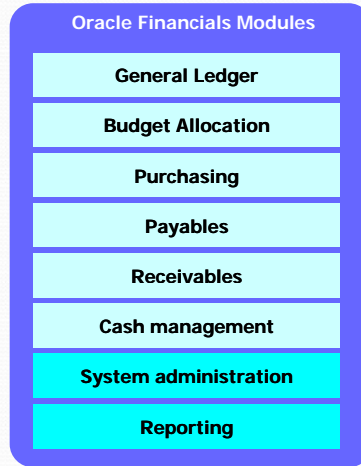 Oracle Financials Modules
General Ledger
Budget Allocation
Purchasing
Payables
Receivables
Cash management
System administration
Reporting